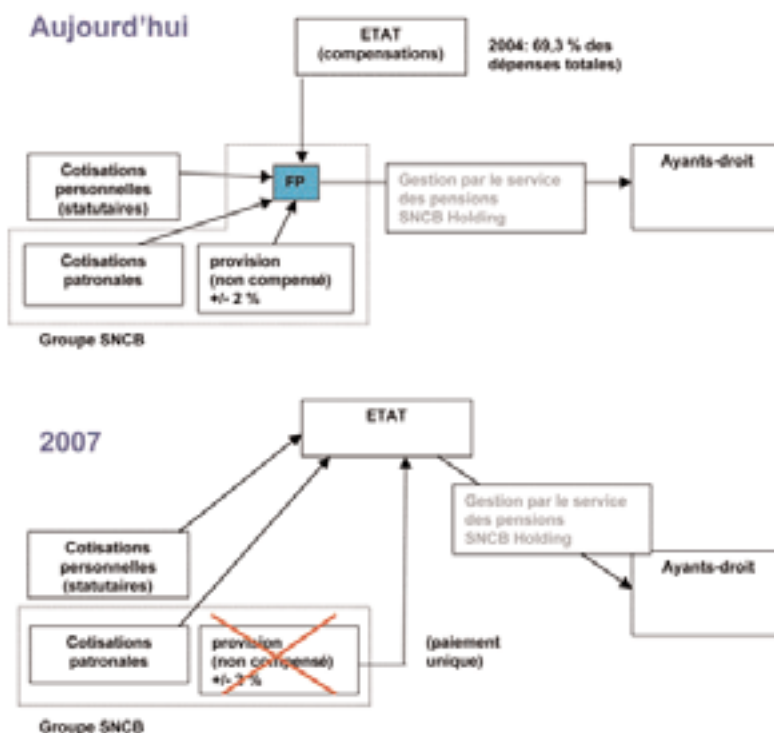 Aujourd'hui
ETAT
(compensations)
2004: 69,3 % des
dépenses totales)
Cotisations
personnelles
(statutaires)
FP
Gestion par le service
des pensions
SNCB Holding
Ayants-droit
Cotisations
patronales
provision
(non compensé)
+/- 2 %
Groupe SNCB
2007
ETAT
Gestion par le service
des pensions
SNCB Holding
Cotisations
personnelles
(statutaires)
Ayants-droit
Cotisations
patronales
provision
(non compensé)
+/- 2 %
(paiement
unique)
Groupe SNCB